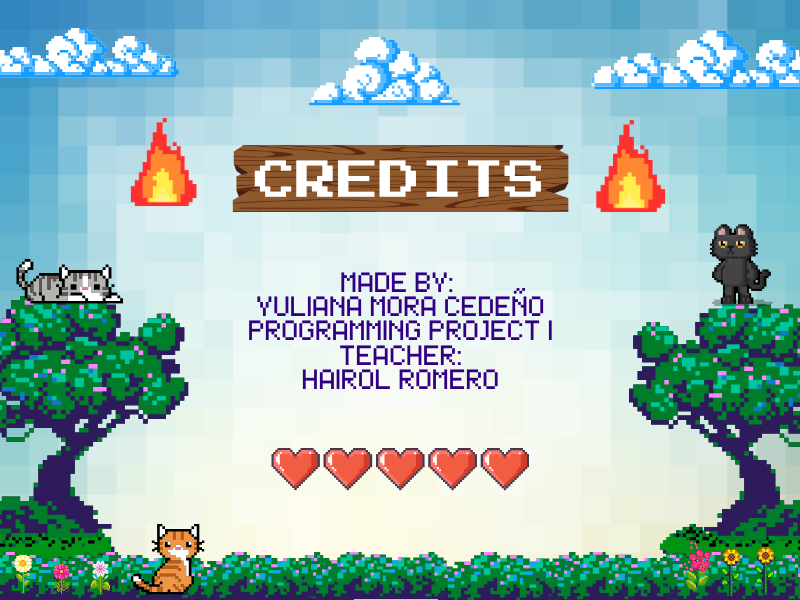 CREDITS
MADE BY:
YULIANA MORA CEDEÑO
PROGRAMMING PROJECT I
TEACHER:
HAIROL ROMERO